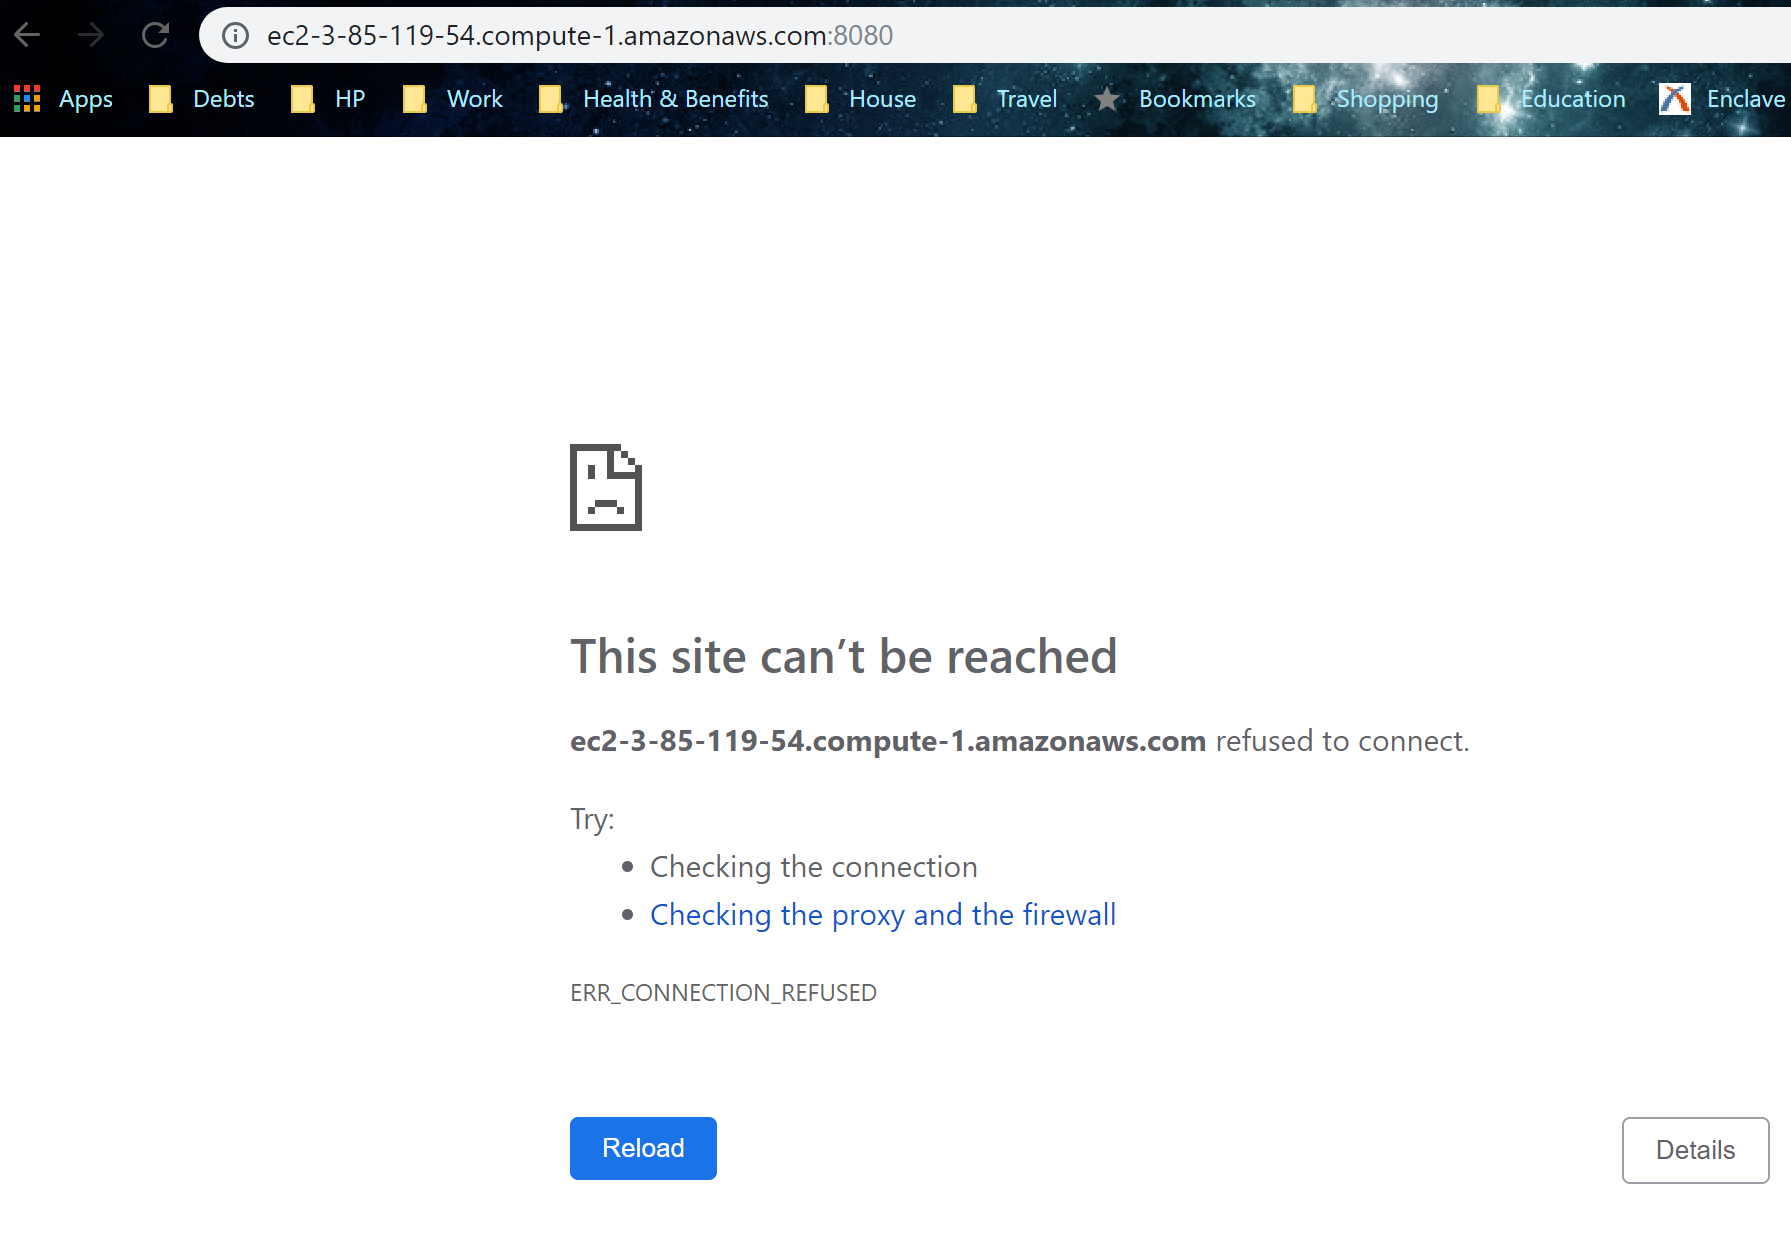 ec2-3-85-119-54.compute-1.amazonaws.com:8080
Apps Debts HP Work Health & Benefits House Travel Bookmarks Shopping Education Enclave
This site can’t be reached
ec2-3-85-119-54.compute-1.amazonaws.com refused to connect.
Try:
• Checking the connection
• Checking the proxy and the firewall
ERR_CONNECTION_REFUSED
Reload Details